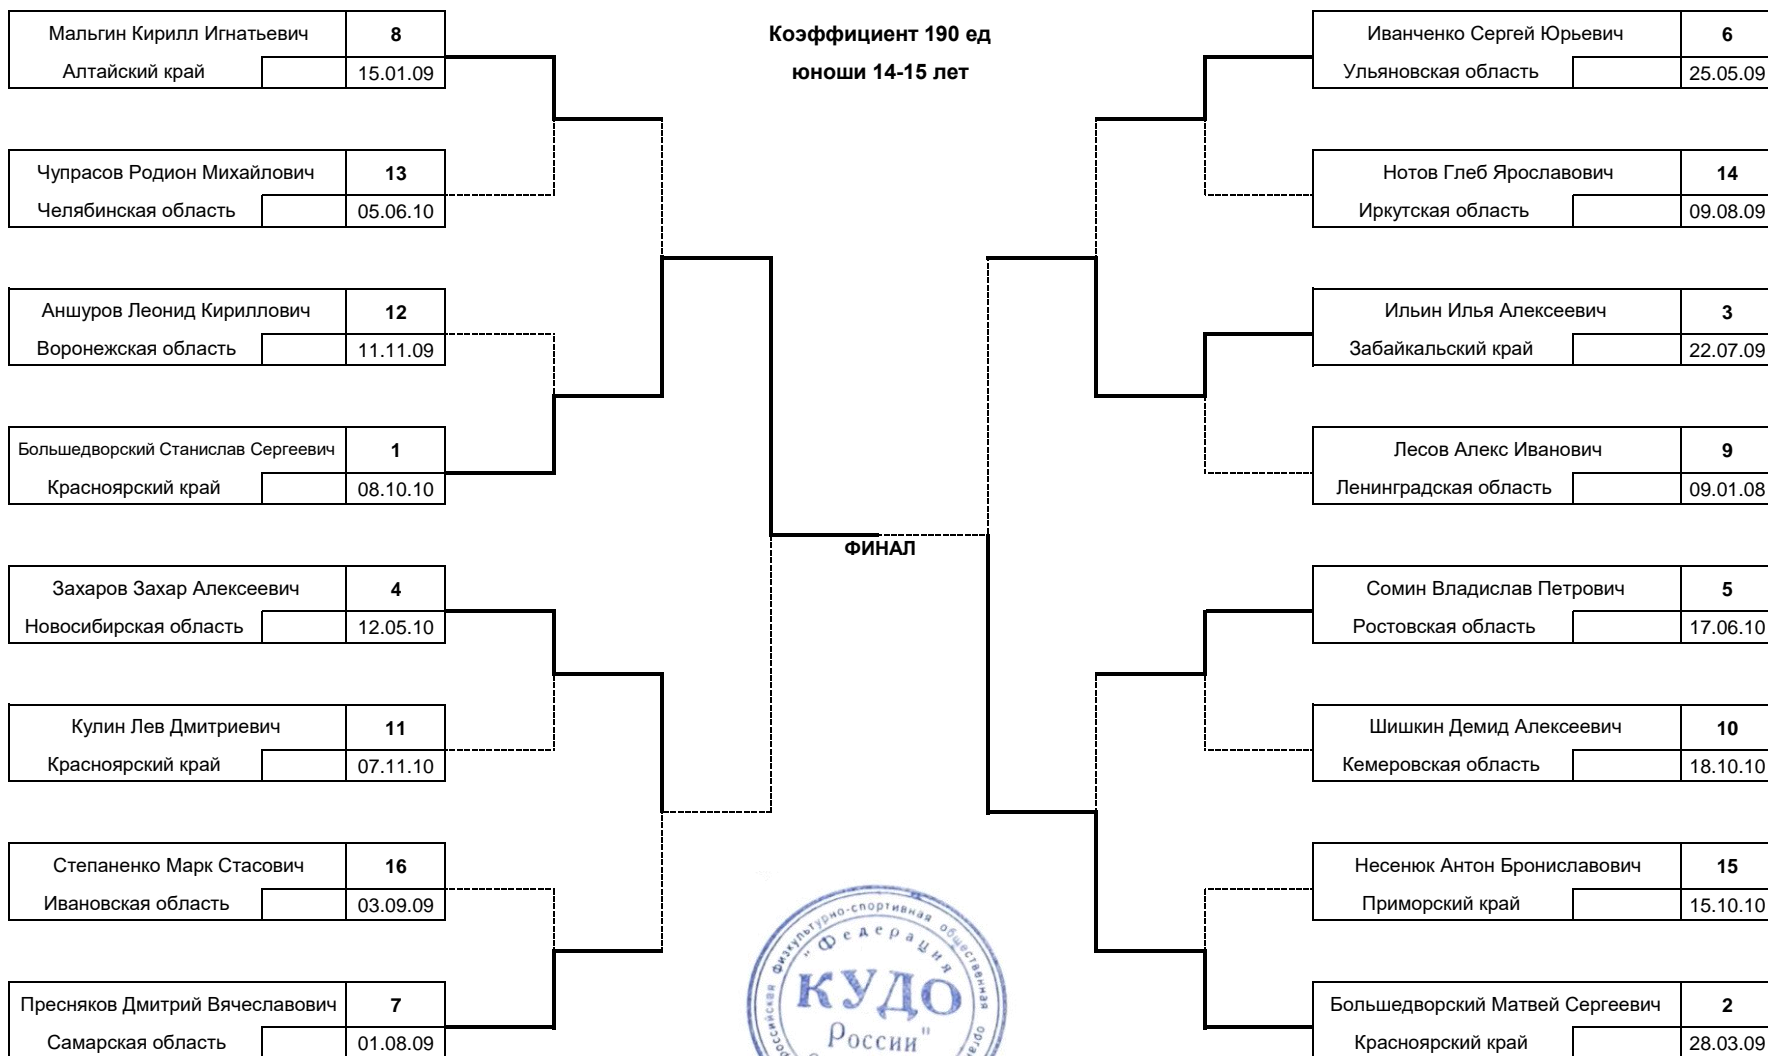 Коэффициент 190 ед
юноши 14-15 лет
Мальгин Кирилл Игнатьевич 8
Алтайский край 15.01.09
Чупрасов Родион Михайлович 13
Челябинская область 05.06.10
Аншуров Леонид Кириллович 12
Воронежская область 11.11.09
Большедворский Станислав Сергеевич 1
Красноярский край 08.10.10
Захаров Захар Алексеевич 4
Новосибирская область 12.05.10
Кулин Лев Дмитриевич 11
Красноярский край 07.11.10
Степаненко Марк Стасович 16
Ивановская область 03.09.09
Пресняков Дмитрий Вячеславович 7
Самарская область 01.08.09
ФИНАЛ
Иванченко Сергей Юрьевич 6
Ульяновская область 25.05.09
Нотов Глеб Ярославович 14
Иркутская область 09.08.09
Ильин Илья Алексеевич 3
Забайкальский край 22.07.09
Лесов Алекс Иванович 9
Ленинградская область 09.01.08
Сомин Владислав Петрович 5
Ростовская область 17.06.10
Шишкин Демид Алексеевич 10
Кемеровская область 18.10.10
Несенюк Антон Брониславович 15
Приморский край 15.10.10
Большедворский Матвей Сергеевич 2
Красноярский край 28.03.09
физкультурно-спортивная общественная
"Федерация
КУДО
России"